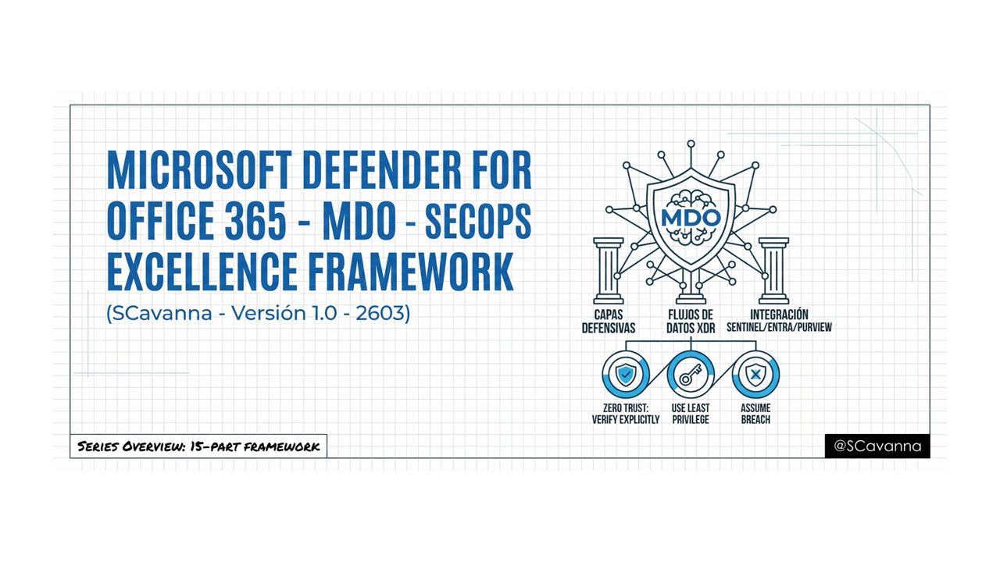 MICROSOFT DEFENDER FOR
OFFICE 365 - MDO - SECOPS
EXCELLENCE FRAMEWORK
(SCavanna - Versión 1.0 - 2603)
MDO
CAPAS
DEFENSIVAS
FLUJOS DE
DATOS XDR
INTEGRACIÓN
SENTINEL/ENTRA/PURVIEW
ZERO TRUST:
VERIFY EXPLICITLY
USE LEAST
PRIVILEGE
ASSUME
BREACH
SERIES OVERVIEW: 15-PART FRAMEWORK
@SCavanna